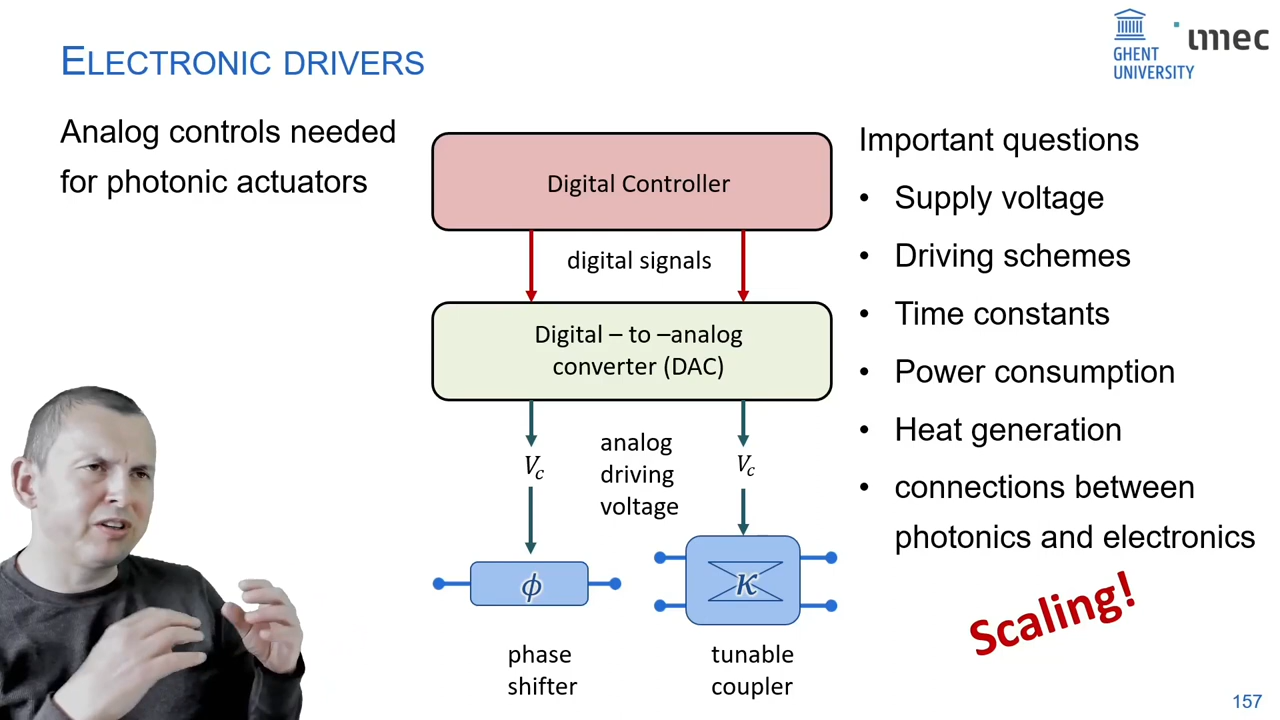 ELECTRONIC DRIVERS
GHENT
UNIVERSITY
imec
Analog controls needed
for photonic actuators
Digital Controller
digital signals
Digital – to –analog
converter (DAC)
analog
driving
voltage
Vc
Vc
ϕ
κ
phase
shifter
tunable
coupler
Important questions
• Supply voltage
• Driving schemes
• Time constants
• Power consumption
• Heat generation
• connections between
photonics and electronics
Scaling!
157